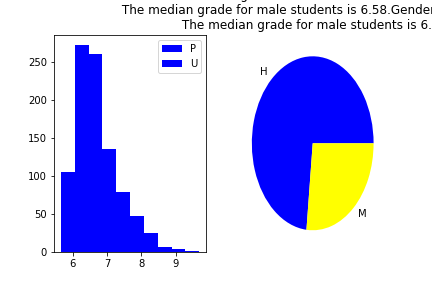 The median grade for male students is 6.58.Gender
The median grade for male students is 6.
P
U
H
M
250
200
150
100
50
0
6 7 8 9